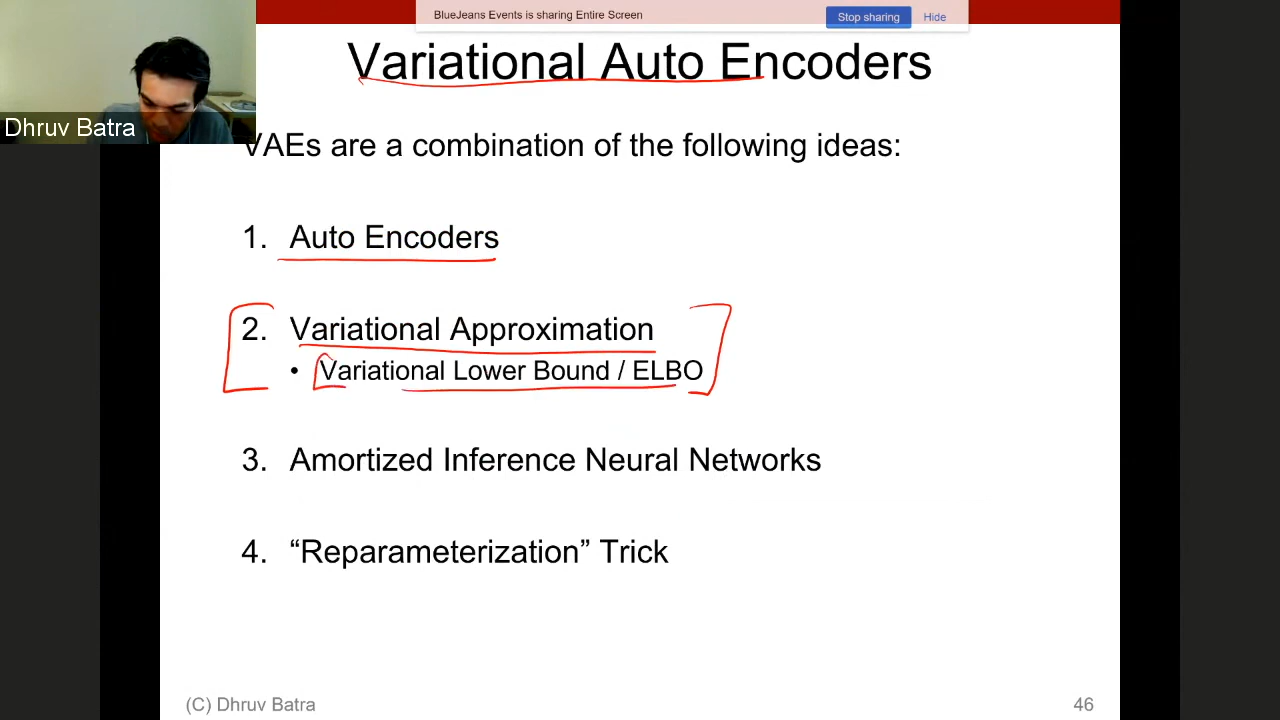 BlueJeans Events is sharing Entire Screen
Stop sharing
Hide
Variational Auto Encoders
Dhruv Batra
VAEs are a combination of the following ideas:
1. Auto Encoders
2. Variational Approximation
• Variational Lower Bound / ELBO
3. Amortized Inference Neural Networks
4. “Reparameterization” Trick
(C) Dhruv Batra
46